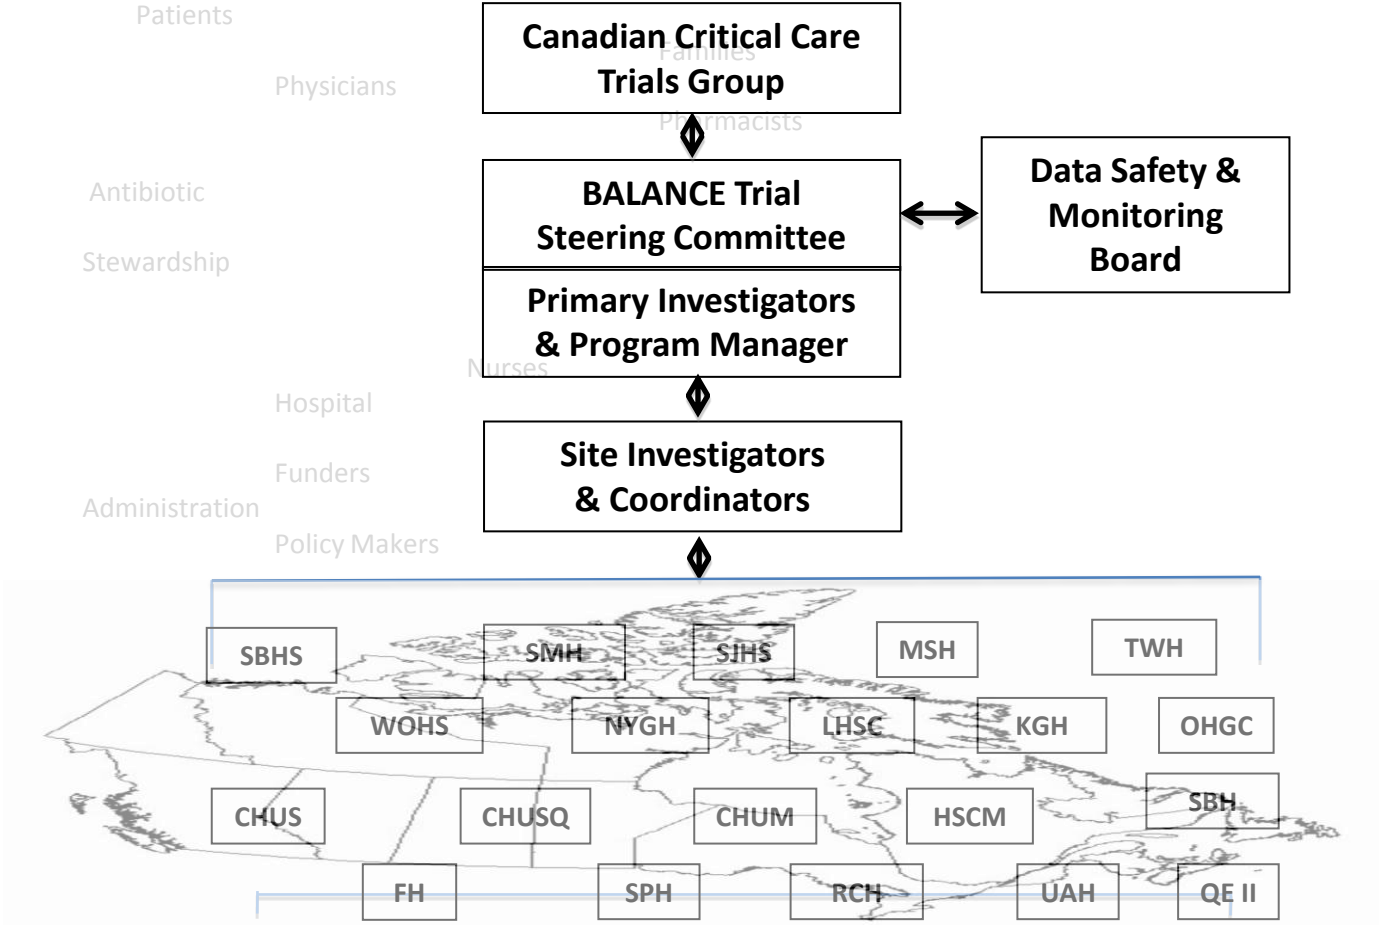 Patients
Canadian Critical Care
Families
Trials Group
Physicians
Pharmacists
BALANCE Trial
Steering Committee
Data Safety &
Monitoring
Board
Antibiotic
Stewardship
Primary Investigators
& Program Manager
Nurses
Hospital
Site Investigators
& Coordinators
Funders
Administration
Policy Makers
SBHS
SMH
SJHS
MSH
TWH
WOHS
NYGH
LHSC
KGH
OHGC
CHUS
CHUSQ
CHUM
HSCM
SBH
FH
SPH
RCH
UAH
QE II